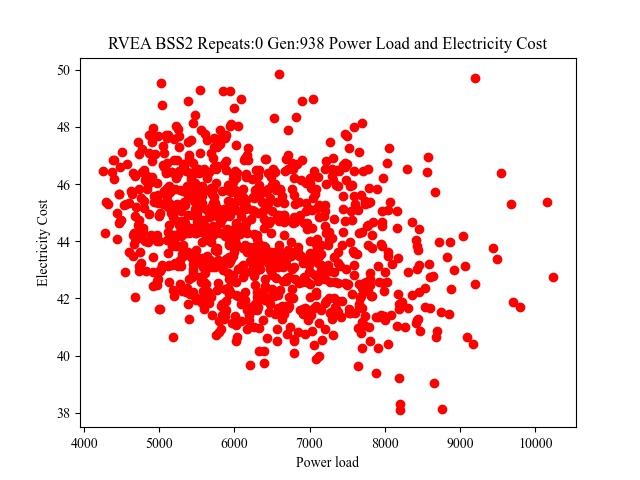 RVEA BSS2 Repeats:0 Gen:938 Power Load and Electricity Cost
50
48
46
44
42
40
38
Electricity Cost
4000 5000 6000 7000 8000 9000 10000
Power load